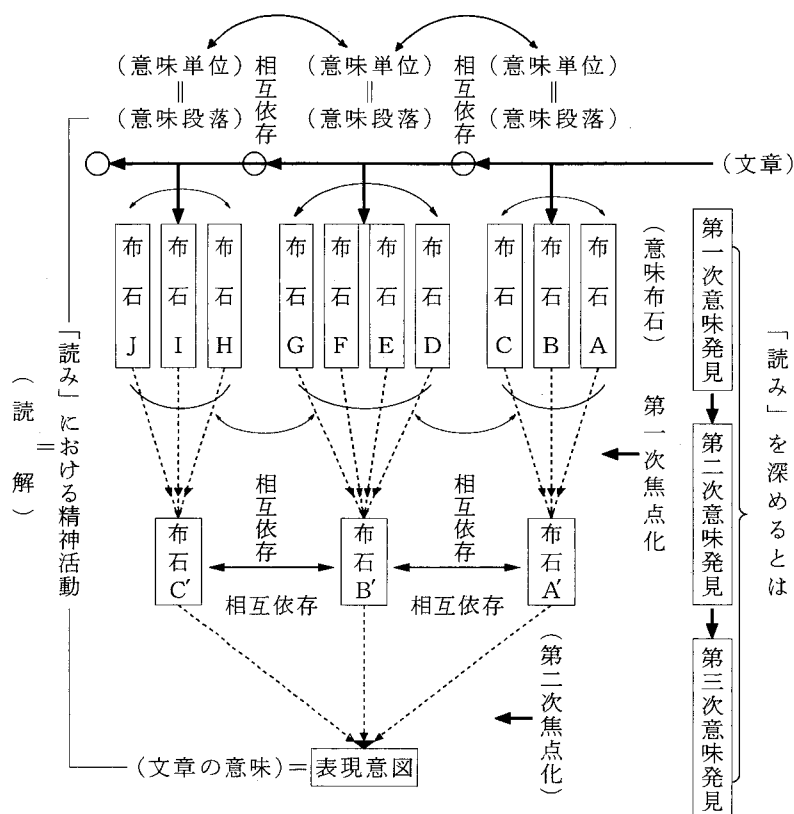 「読み」を深めるとは
第一次意味発見
第二次意味発見
第三次意味発見
(文章)
(意味単位)
相互依存
(意味単位)
相互依存
(意味単位)
‖
‖
‖
(意味段落)
(意味段落)
(意味段落)
(意味布石)
布石A
布石B
布石C
布石D
布石E
布石F
布石G
布石H
布石I
布石J
第一次焦点化
布石A′
相互依存
相互依存
布石B′
相互依存
相互依存
布石C′
(第二次焦点化)
(文章の意味)=表現意図
「読み」における精神活動
‖
(読解)